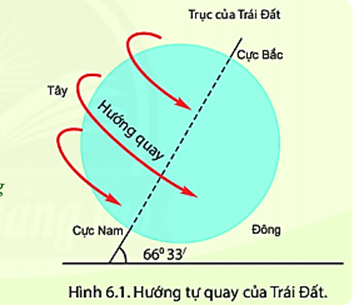 Trục của Trái Đất
Cực Bắc
Tây
Hướng quay
Cực Nam
Đông
66° 33′
Hình 6.1. Hướng tự quay của Trái Đất.